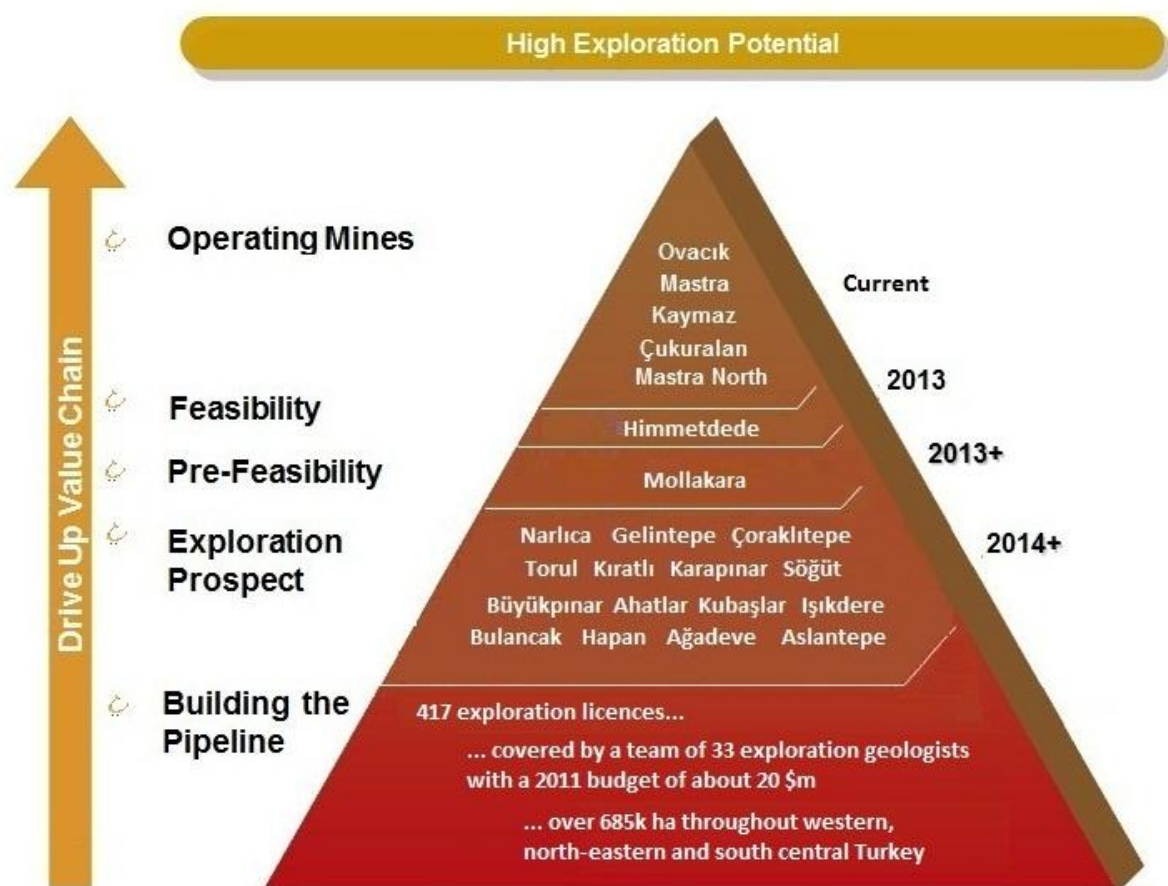 High Exploration Potential
Drive Up Value Chain
Operating Mines
Ovacık
Mastra
Kaymaz
Çukuralan
Mastra North
Current
Feasibility
Himmetdede
2013
Pre-Feasibility
Mollakara
2013+
Exploration
Prospect
Narlıca Gelintepe Çoraklıtepe
Torul Kıratlı Karapınar Söğüt
Büyükpınar Ahatlar Kubaşlar Işıkdere
Bulancak Hapan Ağadeve Aslantepe
2014+
Building the
Pipeline
417 exploration licences...
... covered by a team of 33 exploration geologists
with a 2011 budget of about 20 $m
... over 685k ha throughout western,
north-eastern and south central Turkey